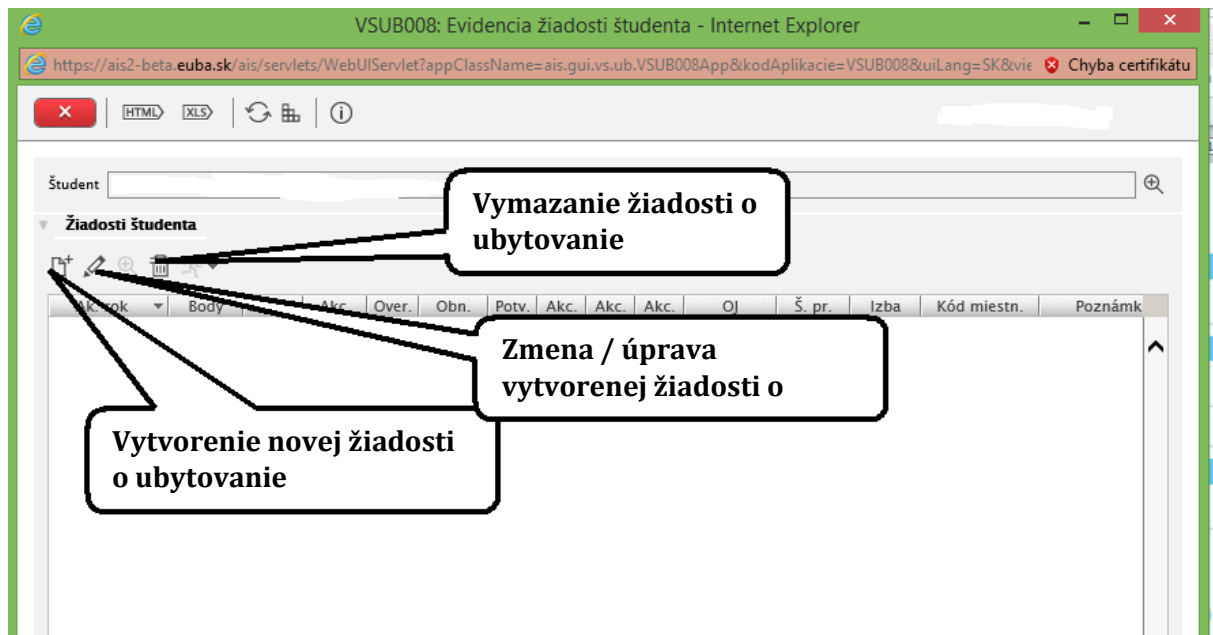 VSUB008: Evidencia žiadosti študenta - Internet Explorer
https://ais2-beta.euba.sk/ais/servlets/WebUIServlet?appClassName=ais.gui.vs.ub.VSUB008App&kodAplikacie=VSUB008&uiLang=SK&vie Chyba certifikátu
HTML XLS
Študent
Žiadosti študenta
Vymazanie žiadosti o
ubytovanie
Ak. rok Body Akc. Over. Obn. Potv. Akc. Akc. Akc. OJ Š. pr. Izba Kód miestn. Poznámk
Zmena / úprava
vytvorenej žiadosti o
Vytvorenie novej žiadosti
o ubytovanie